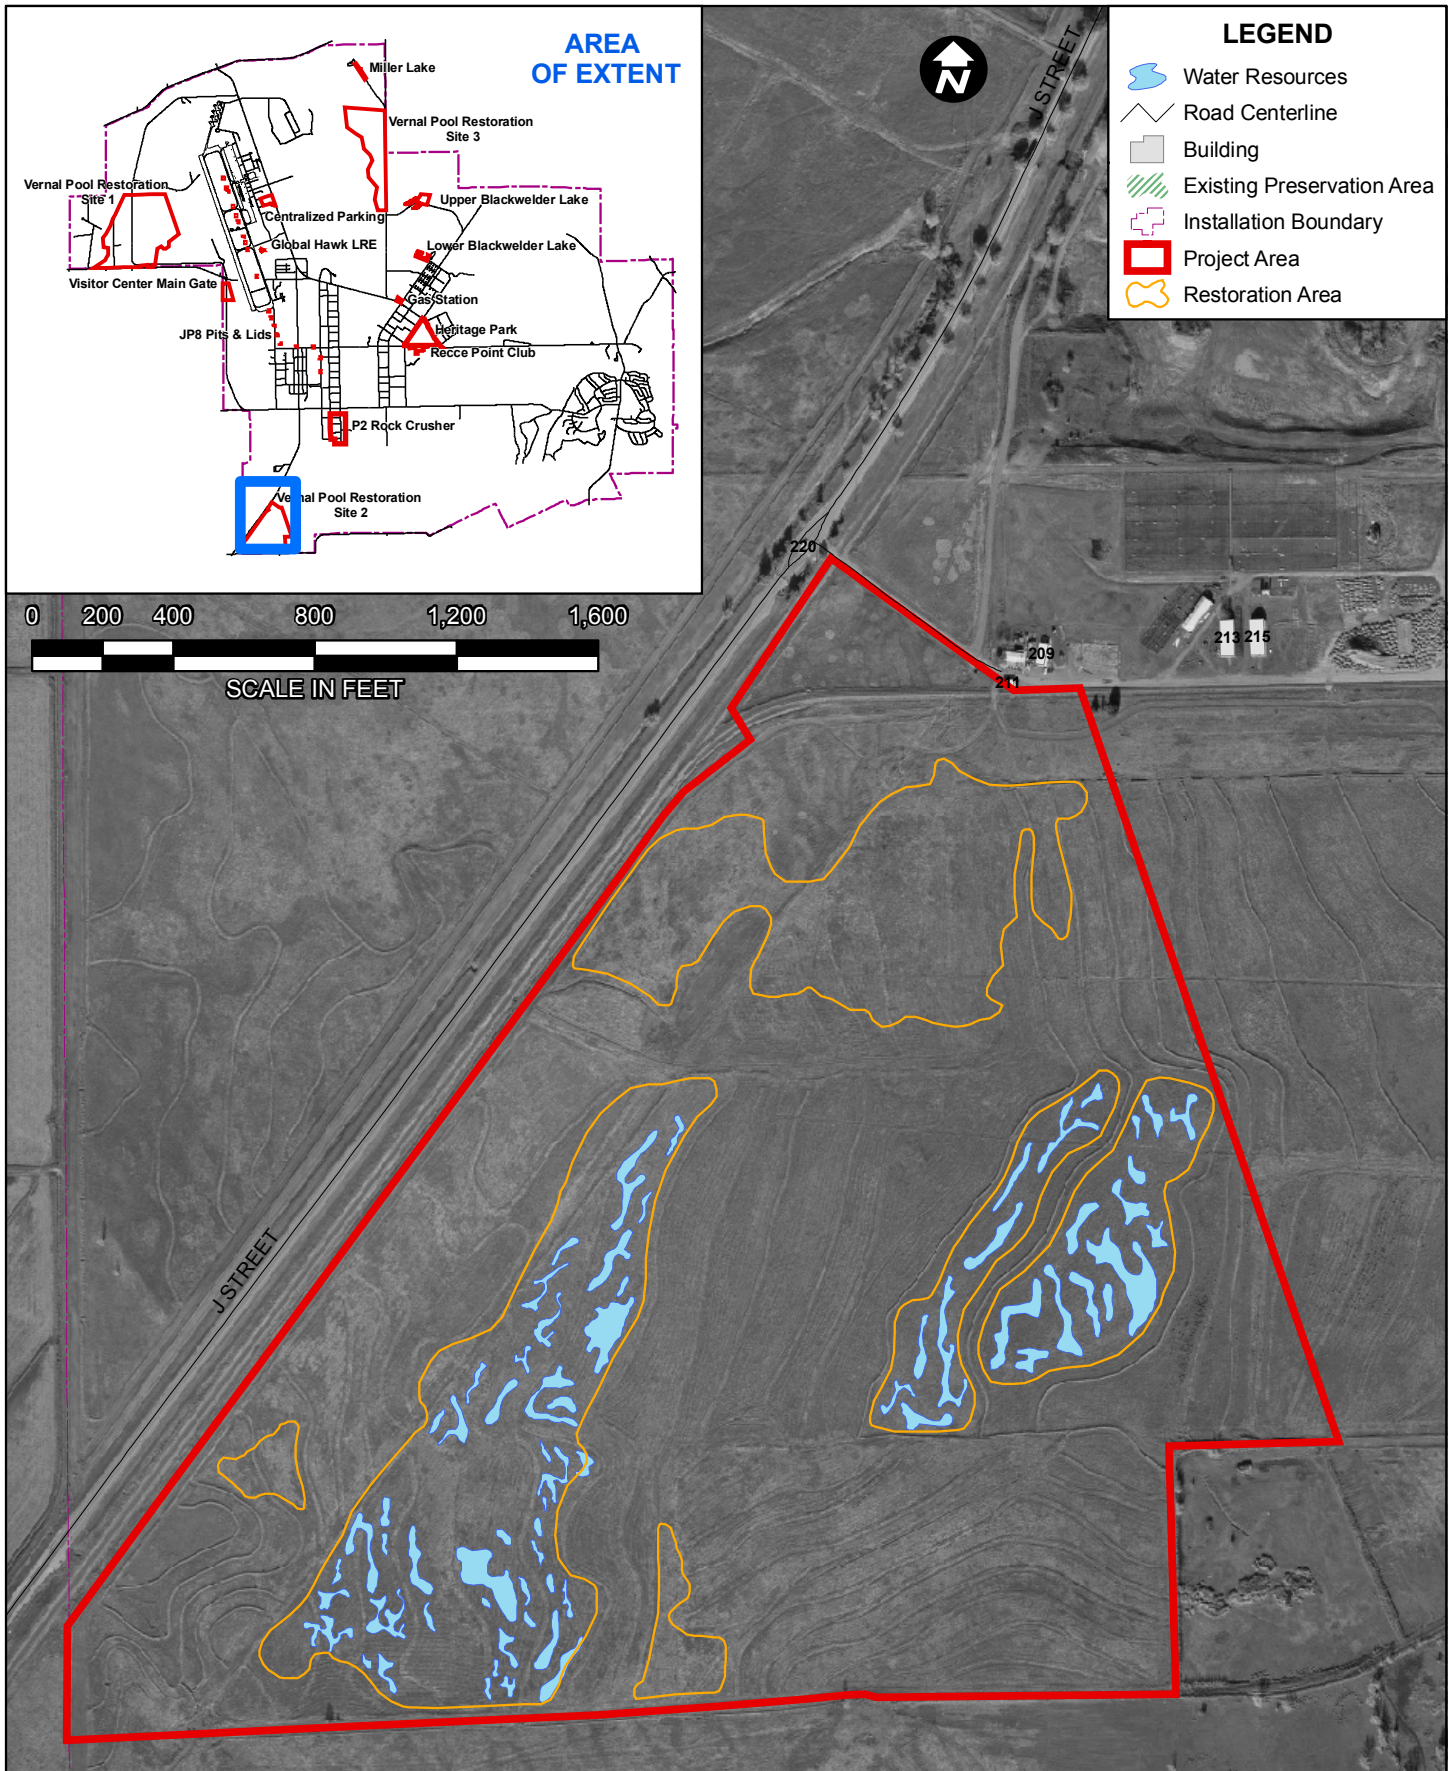 AREA
OF EXTENT
Miller Lake
Vernal Pool Restoration
Site 3
Vernal Pool Restoration
Site 1
Upper Blackwelder Lake
Centralized Parking
Global Hawk LRE
Lower Blackwelder Lake
Visitor Center Main Gate
Gas Station
JP8 Pits & Lids
Heritage Park
Recce Point Club
P2 Rock Crusher
Vernal Pool Restoration
Site 2
N
J STREET
LEGEND
Water Resources
Road Centerline
Building
Existing Preservation Area
Installation Boundary
Project Area
Restoration Area
0 200 400 800 1,200 1,600
SCALE IN FEET
220
209
211
213
215
J STREET